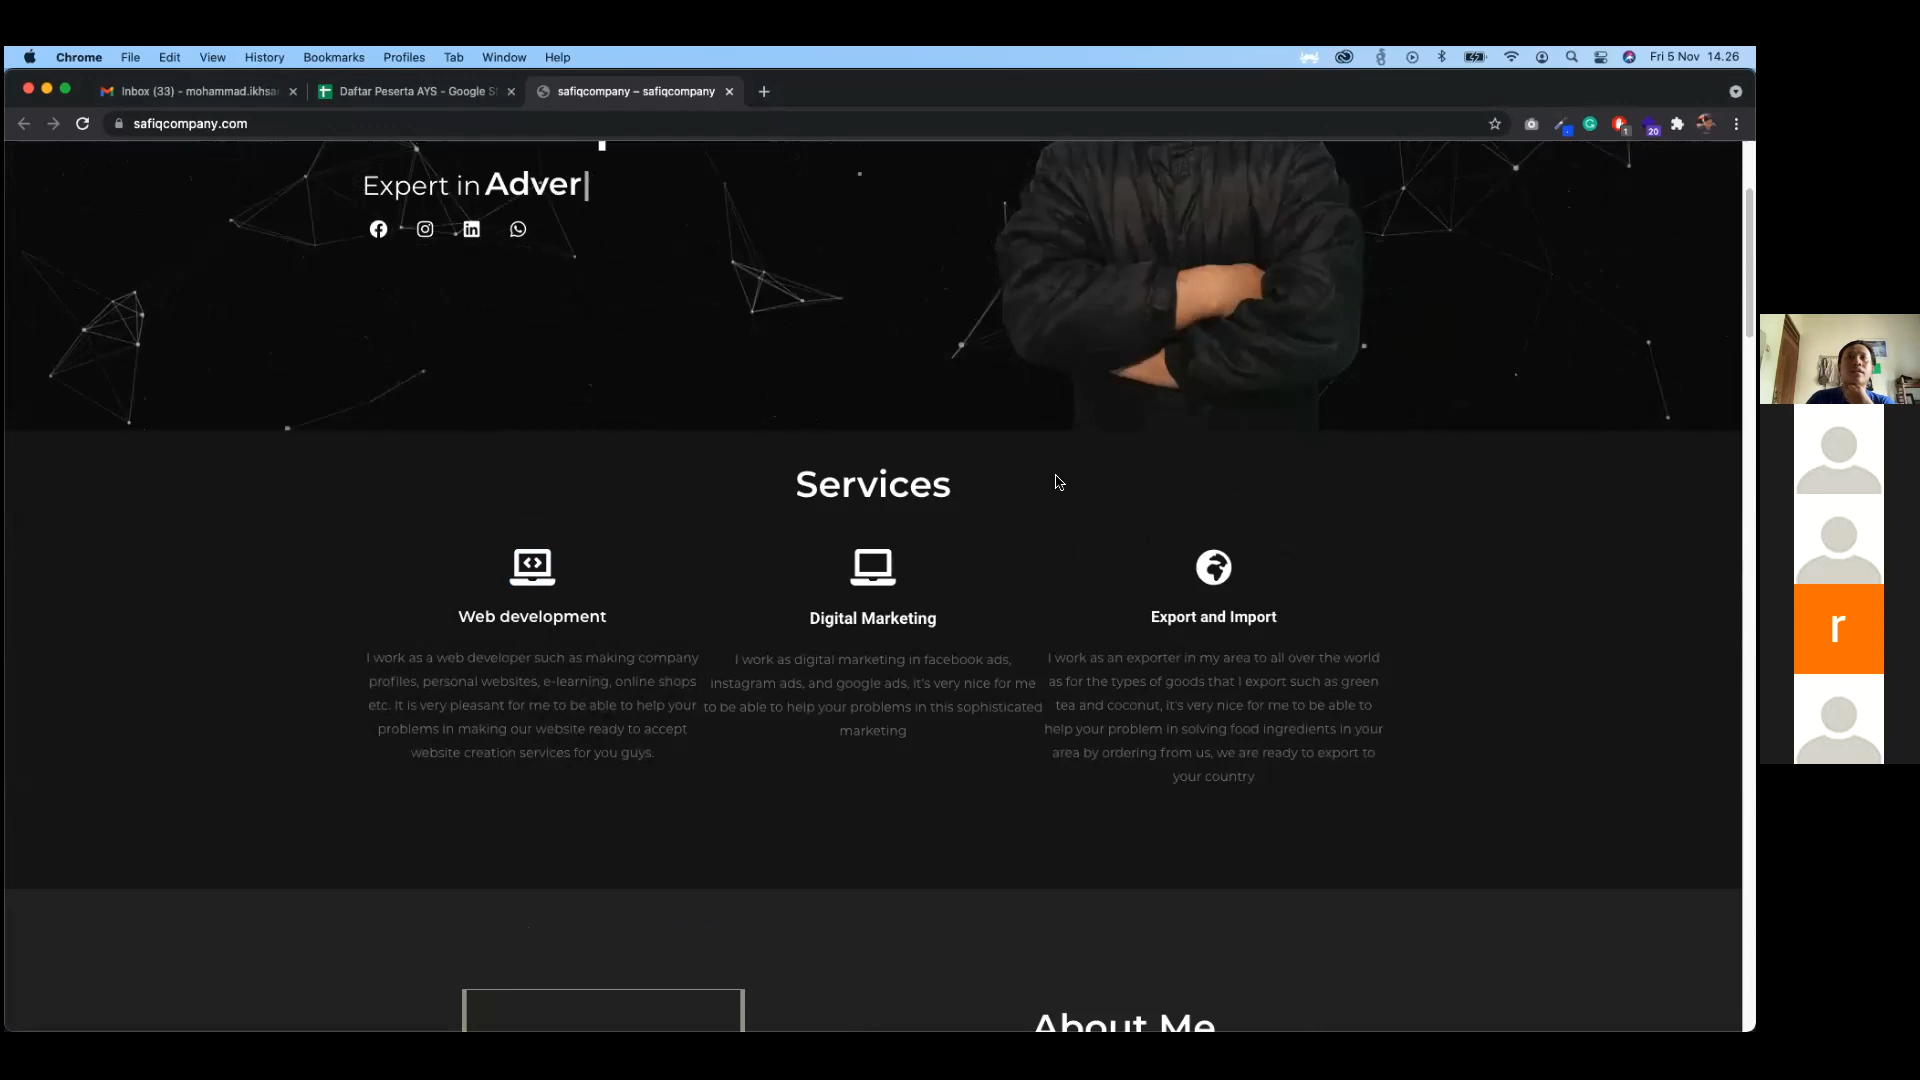 Chrome File Edit View History Bookmarks Profiles Tab Window Help
Fri 5 Nov 14.26
Inbox (33) - mohammad.ikhsa
Daftar Peserta AYS - Google S
safiqcompany – safiqcompany
safiqcompany.com
1
20
Expert in Adver|
Services
Web development
I work as a web developer such as making company
profiles, personal websites, e-learning, online shops
etc. It is very pleasant for me to be able to help your
problems in making our website ready to accept
website creation services for you guys.
Digital Marketing
I work as digital marketing in facebook ads,
instagram ads, and google ads, it's very nice for me
to be able to help your problems in this sophisticated
marketing
Export and Import
I work as an exporter in my area to all over the world
as for the types of goods that I export such as green
tea and coconut, it's very nice for me to be able to
help your problem in solving food ingredients in your
area by ordering from us, we are ready to export to
your country
About Me
r